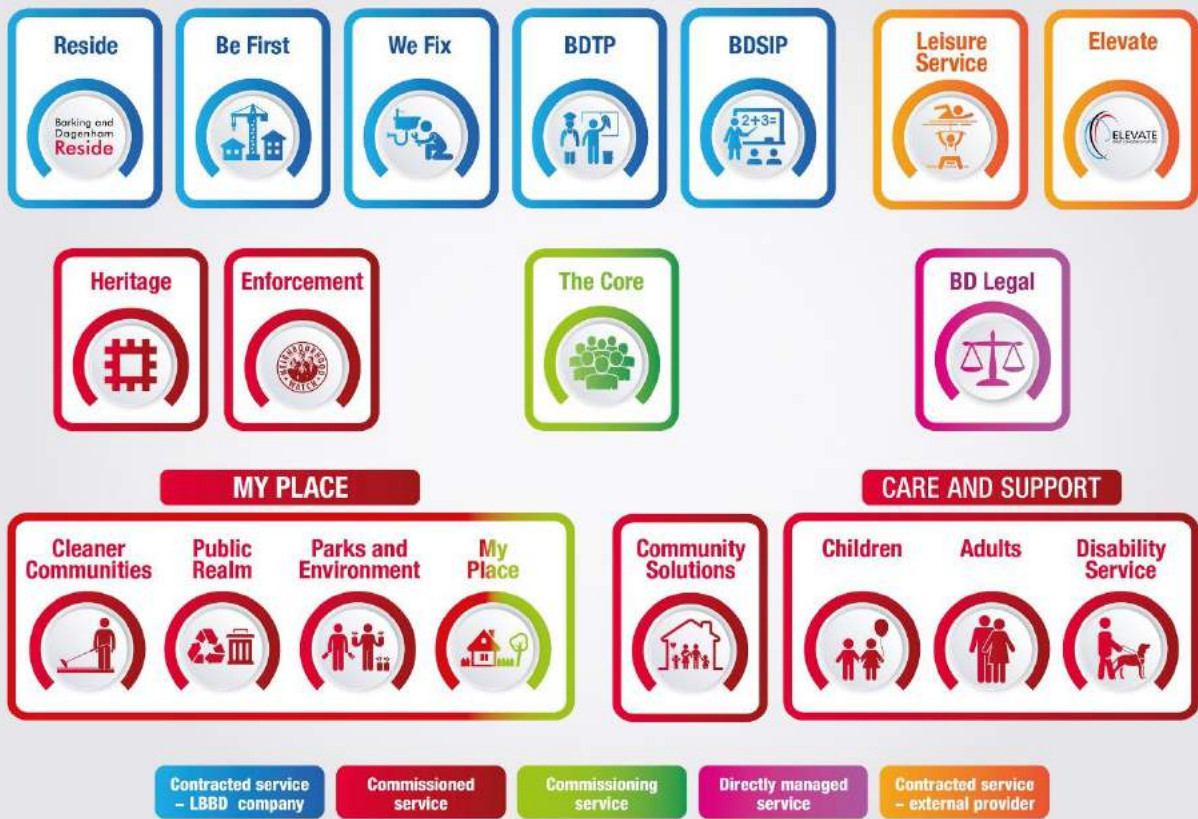 Reside
Be First
We Fix
BDTP
BDSIP
Leisure
Service
Elevate
Barking and
Dagenham
Reside
2+3=
ELEVATE
Heritage
Enforcement
The Core
BD Legal
NEIGHBOURHOOD
WATCH
MY PLACE
CARE AND SUPPORT
Cleaner
Communities
Public
Realm
Parks and
Environment
My
Place
Community
Solutions
Children
Adults
Disability
Service
Contracted service
– LBBD company
Commissioned
service
Commissioning
service
Directly managed
service
Contracted service
– external provider